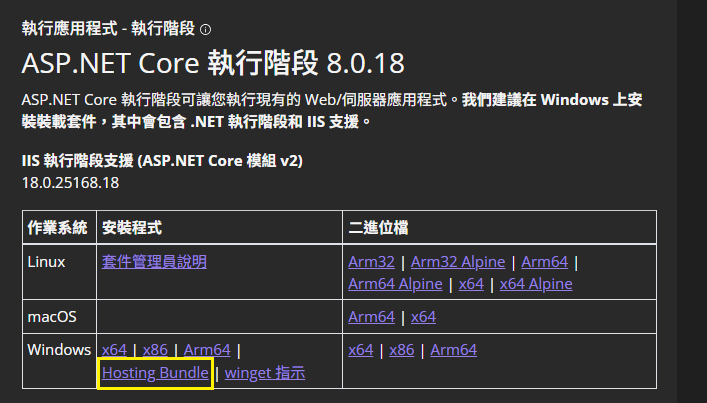 執行應用程式 - 執行階段
ASP.NET Core 執行階段 8.0.18
ASP.NET Core 執行階段可讓您執行現有的 Web/伺服器應用程式。我們建議在 Windows 上安
裝裝載套件，其中會包含 .NET 執行階段和 IIS 支援。
IIS 執行階段支援 (ASP.NET Core 模組 v2)
18.0.25168.18
作業系統 安裝程式 二進位檔
Linux 套件管理員說明 Arm32 | Arm32 Alpine | Arm64 |
Arm64 Alpine | x64 | x64 Alpine
macOS Arm64 | x64
Windows x64 | x86 | Arm64 | x64 | x86 | Arm64
Hosting Bundle | winget 指示